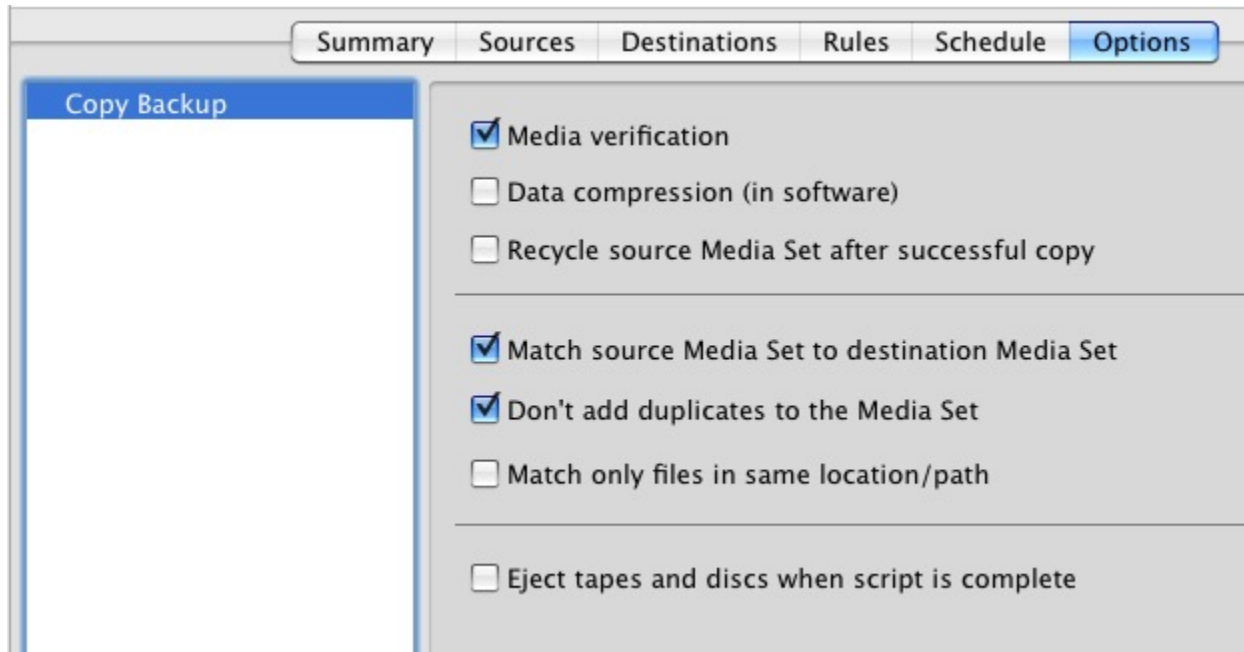 Summary Sources Destinations Rules Schedule Options
Copy Backup
Media verification
Data compression (in software)
Recycle source Media Set after successful copy
Match source Media Set to destination Media Set
Don't add duplicates to the Media Set
Match only files in same location/path
Eject tapes and discs when script is complete